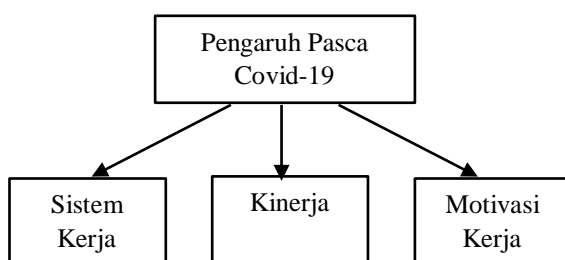 Pengaruh Pasca
Covid-19
Sistem
Kerja
Kinerja
Motivasi
Kerja